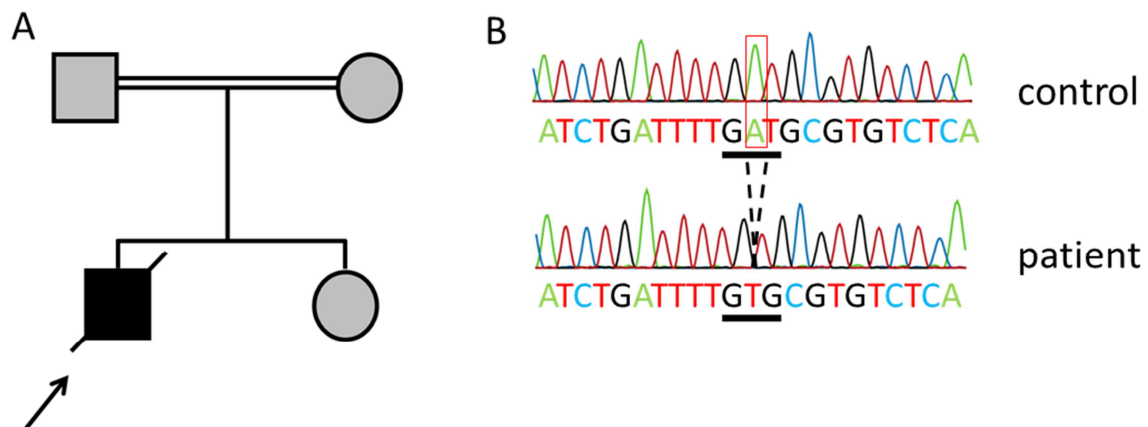 A
B
control
ATCTGATTTTGATGCGTGTCTCA
patient
ATCTGATTTTGTGCGTGTCTCA